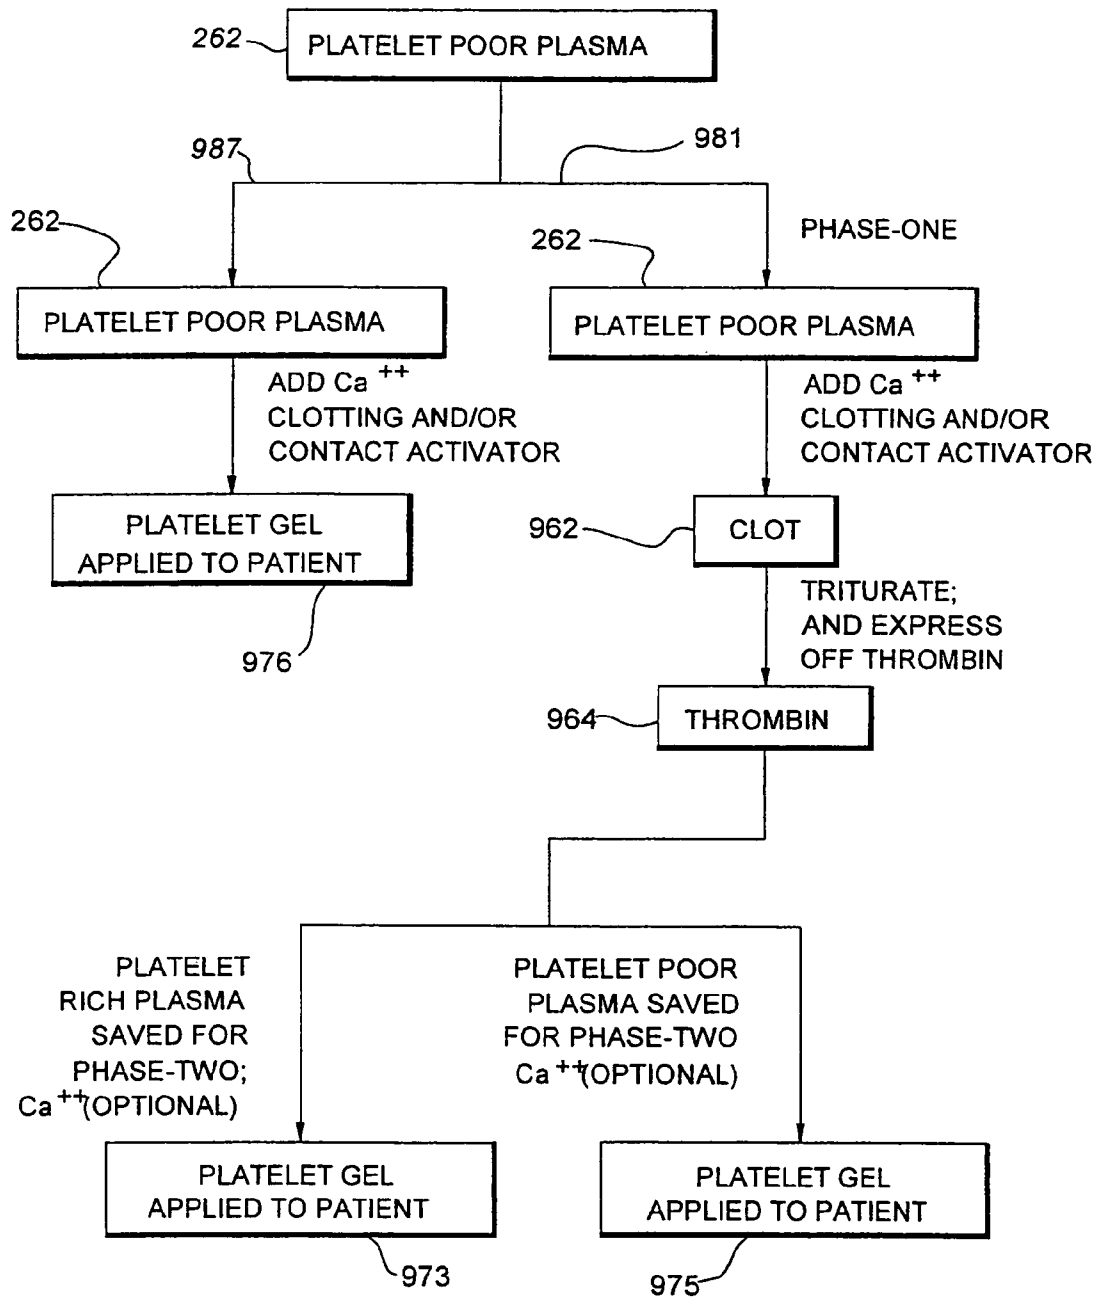 262
PLATELET POOR PLASMA
987
981
262
262
PHASE-ONE
PLATELET POOR PLASMA
PLATELET POOR PLASMA
ADD Ca ++
CLOTTING AND/OR
CONTACT ACTIVATOR
ADD Ca ++
CLOTTING AND/OR
CONTACT ACTIVATOR
PLATELET GEL
APPLIED TO PATIENT
976
962
CLOT
TRITURATE;
AND EXPRESS
OFF THROMBIN
964
THROMBIN
PLATELET
RICH PLASMA
SAVED FOR
PHASE-TWO;
Ca ++(OPTIONAL)
PLATELET POOR
PLASMA SAVED
FOR PHASE-TWO
Ca ++(OPTIONAL)
PLATELET GEL
APPLIED TO PATIENT
973
PLATELET GEL
APPLIED TO PATIENT
975